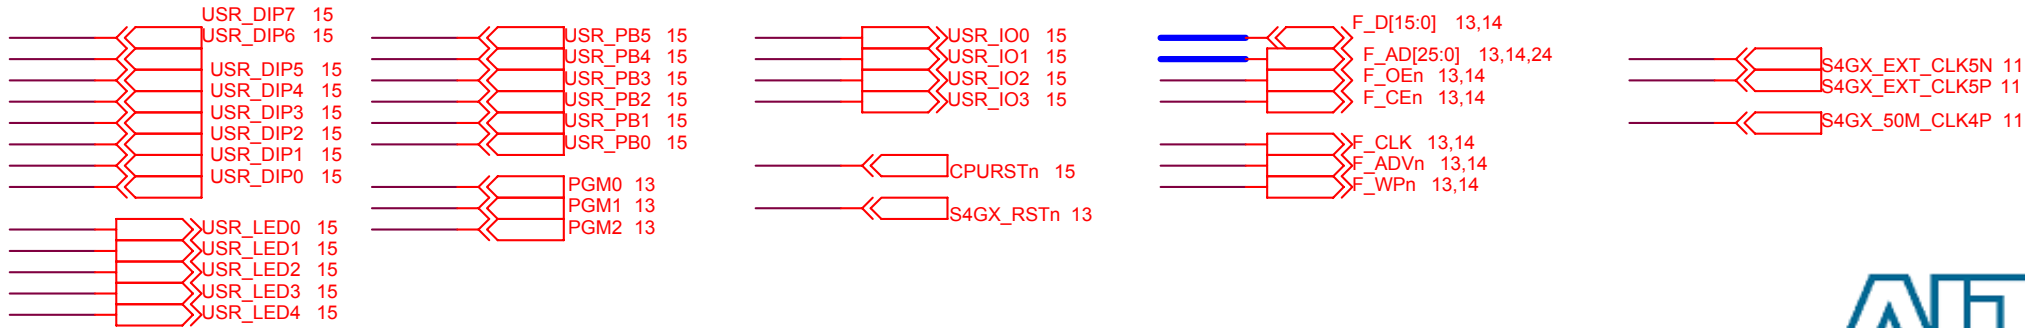 USR_DIP7 15
USR_DIP6 15
USR_DIP5 15
USR_DIP4 15
USR_DIP3 15
USR_DIP2 15
USR_DIP1 15
USR_DIP0 15
USR_LED0 15
USR_LED1 15
USR_LED2 15
USR_LED3 15
USR_LED4 15
USR_PB5 15
USR_PB4 15
USR_PB3 15
USR_PB2 15
USR_PB1 15
USR_PB0 15
PGM0 13
PGM1 13
PGM2 13
USR_IO0 15
USR_IO1 15
USR_IO2 15
USR_IO3 15
CPURSTn 15
S4GX_RSTn 13
F_D[15:0] 13,14
F_AD[25:0] 13,14,24
F_OEn 13,14
F_CEn 13,14
F_CLK 13,14
F_ADVn 13,14
F_WPn 13,14
S4GX_EXT_CLK5N 11
S4GX_EXT_CLK5P 11
S4GX_50M_CLK4P 11